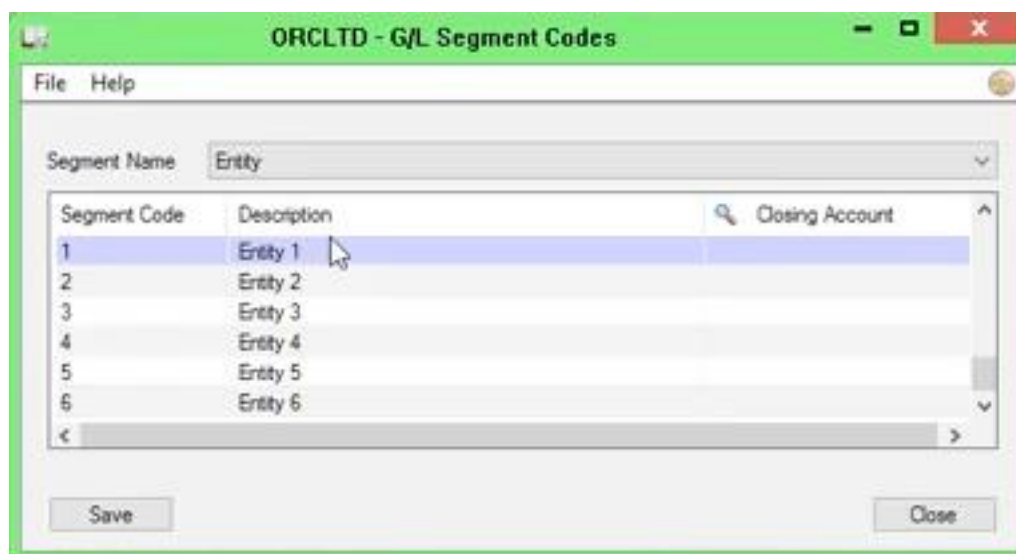 ORCLTD - G/L Segment Codes
File Help
Segment Name Entity
Segment Code Description Closing Account
1 Entity 1
2 Entity 2
3 Entity 3
4 Entity 4
5 Entity 5
6 Entity 6
Save Close